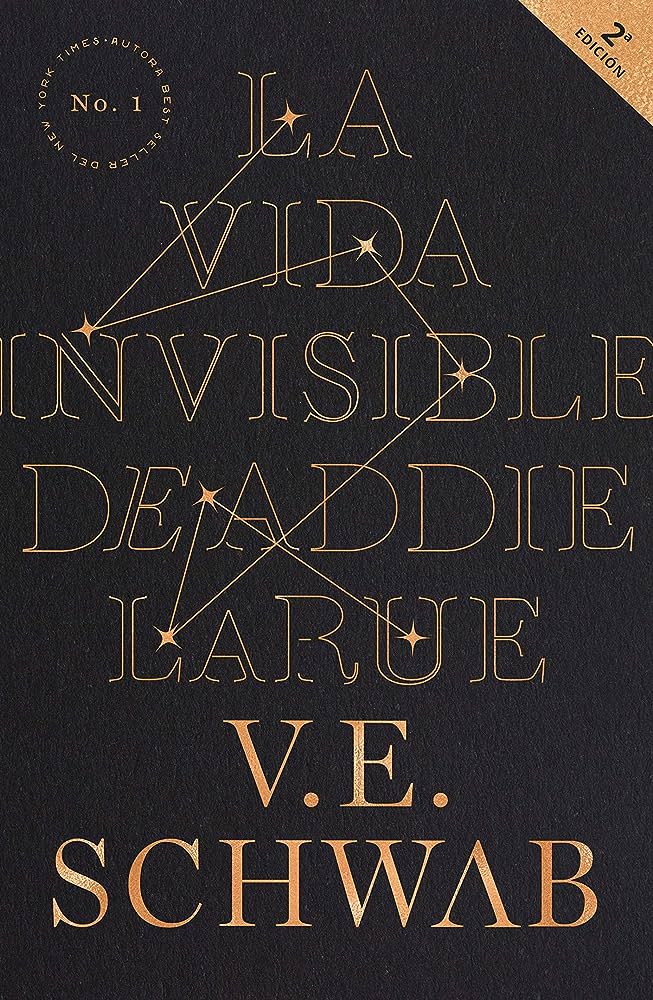 AUTORA BEST SELLER DEL NEW YORK TIMES·
No. 1
2ª
EDICIÓN
LA
VIDA
INVISIBLE
DE ADDIE
LARUE
V.E.
SCHWAB